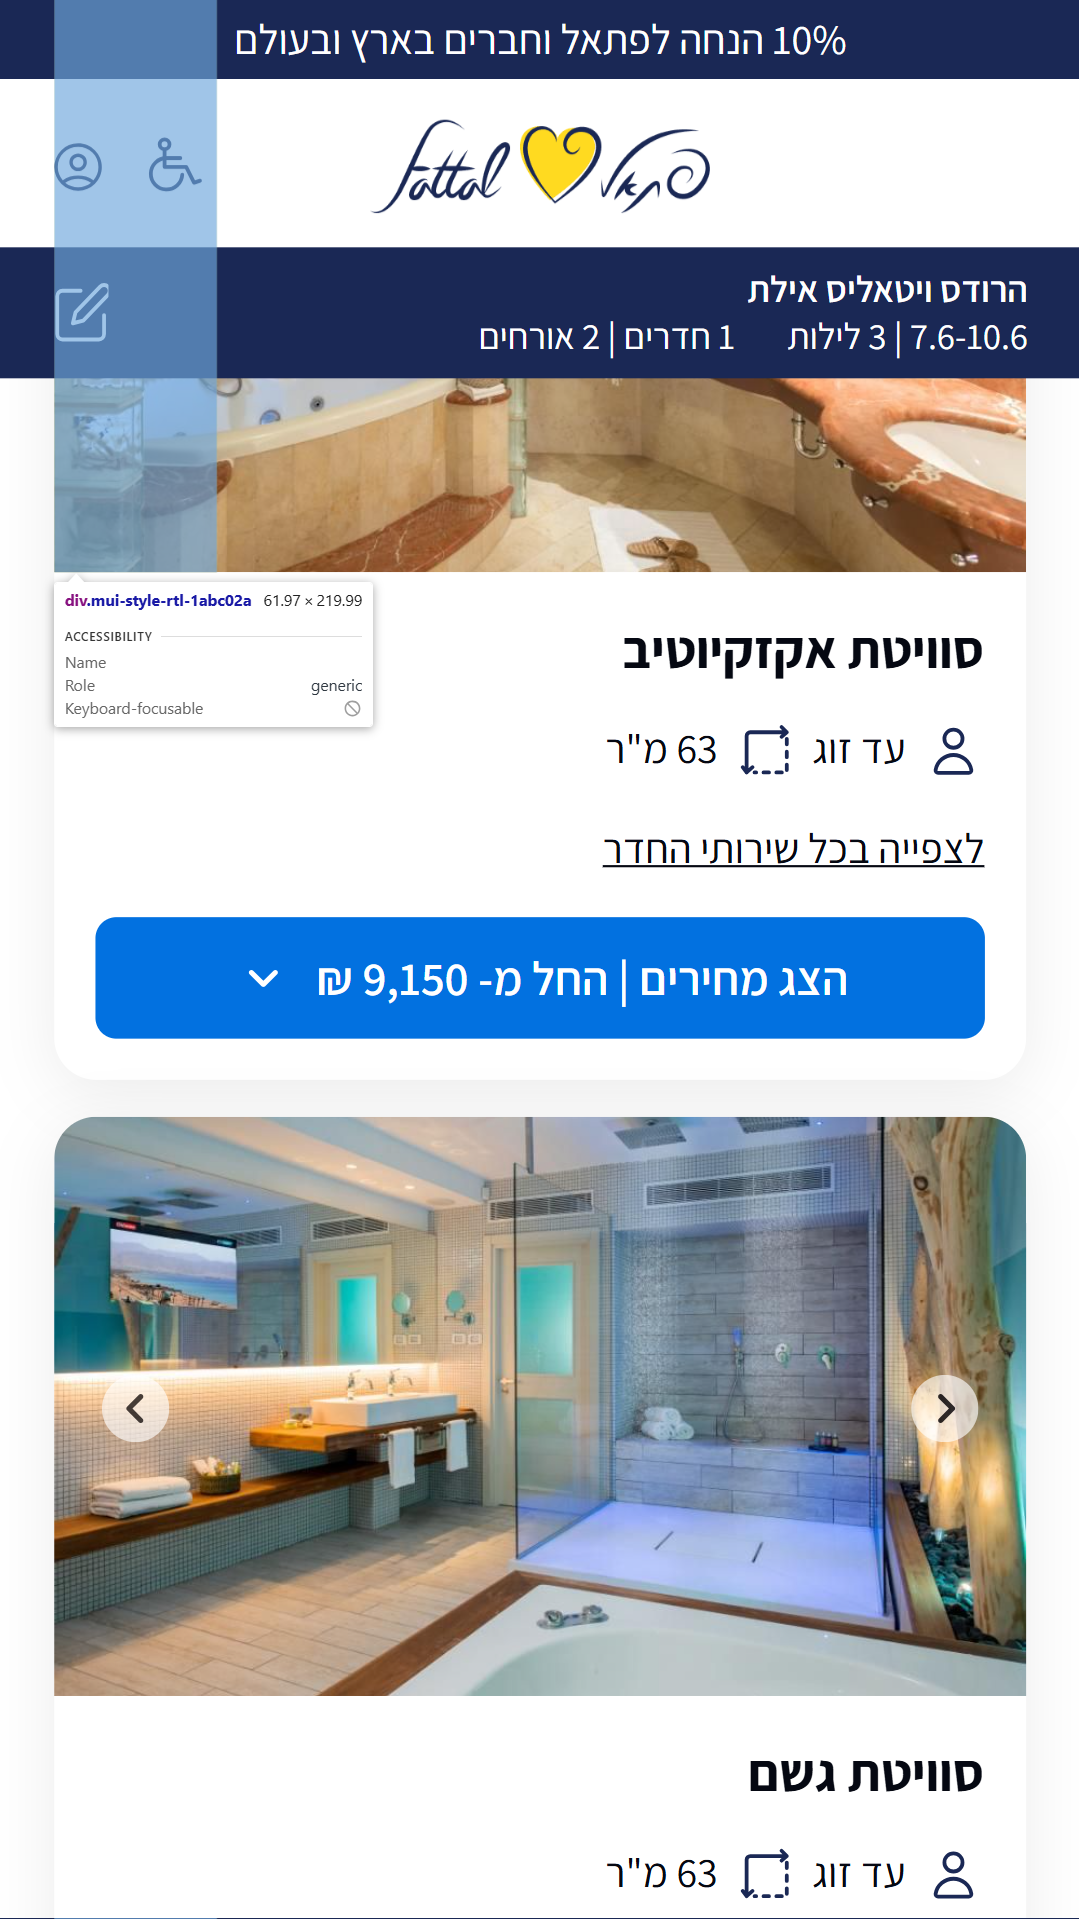 10% הנחה לפתאל וחברים בארץ ובעולם
fattal פתאל
הרודס ויטאליס אילת
7.6-10.6 | 3 לילות 1 חדרים | 2 אורחים
div.mui-style-rtl-1abc02a 61.97 × 219.99
ACCESSIBILITY
Name
Role generic
Keyboard-focusable
סוויטת אקזקיוטיב
עד זוג 63 מ"ר
לצפייה בכל שירותי החדר
הצג מחירים | החל מ- 9,150 ₪
סוויטת גשם
עד זוג 63 מ"ר